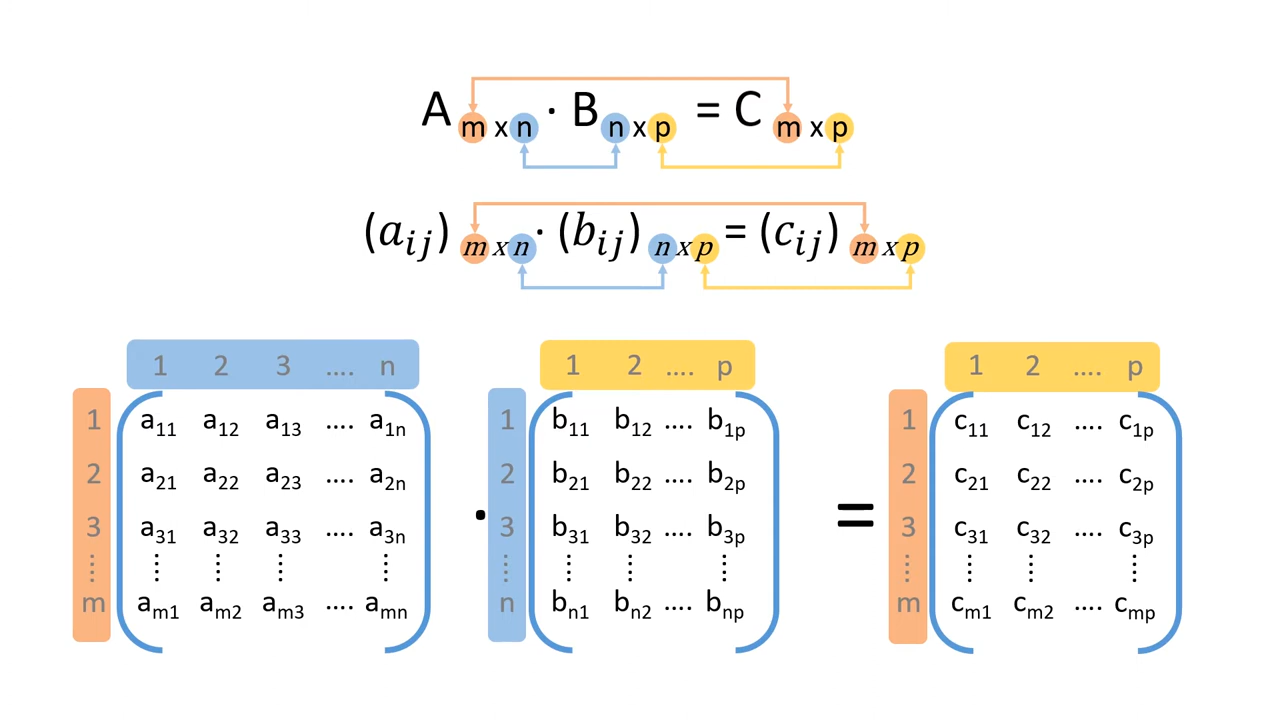 A m x n · B n x p = C m x p
(aij) m x n · (bij) n x p = (cij) m x p
1 2 3 .... n 1 2 .... p 1 2 .... p
1 a11 a12 a13 .... a1n 1 b11 b12 .... b1p 1 c11 c12 .... c1p
2 a21 a22 a23 .... a2n 2 b21 b22 .... b2p 2 c21 c22 .... c2p
· =
3 a31 a32 a33 .... a3n 3 b31 b32 .... b3p 3 c31 c32 .... c3p
⋮ ⋮ ⋮ ⋮ ⋮ ⋮ ⋮ ⋮ ⋮ ⋮ ⋮ ⋮ ⋮
m am1 am2 am3 .... amn n bn1 bn2 .... bnp m cm1 cm2 .... cmp